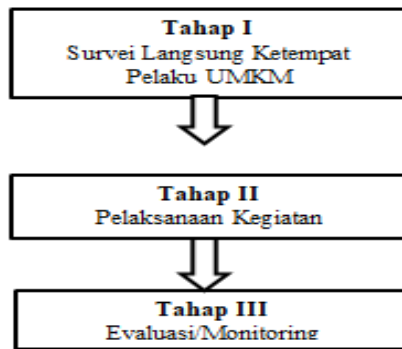 Tahap I
Survei Langsung Ketempat
Pelaku UMKM
Tahap II
Pelaksanaan Kegiatan
Tahap III
Evaluasi/Monitoring